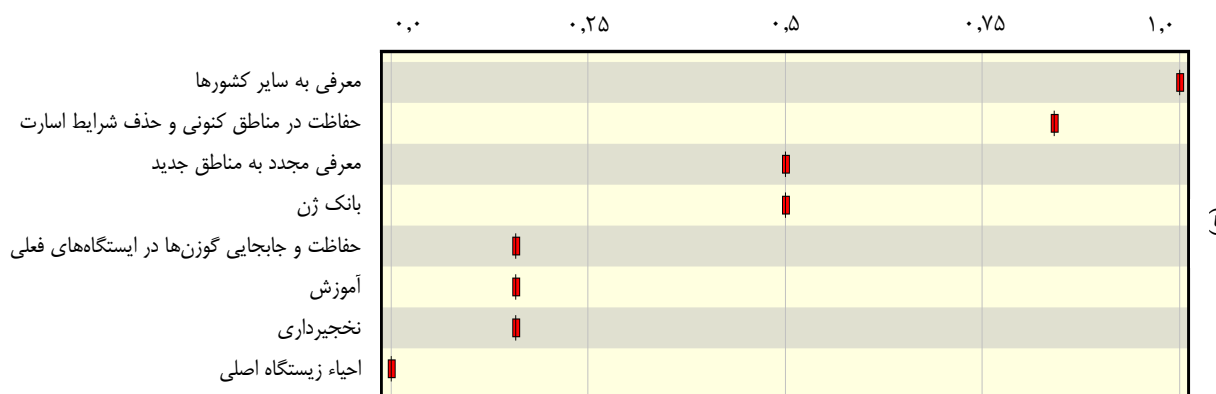 ۰,۰ ۰,۲۵ ۰,۵ ۰,۷۵ ۱,۰
معرفی به سایر کشورها
حفاظت در مناطق کنونی و حذف شرایط اسارت
معرفی مجدد به مناطق جدید
بانک ژن
حفاظت و جابجایی گوزن‌ها در ایستگاه‌های فعلی
آموزش
نخجیرداری
احیاء زیستگاه اصلی